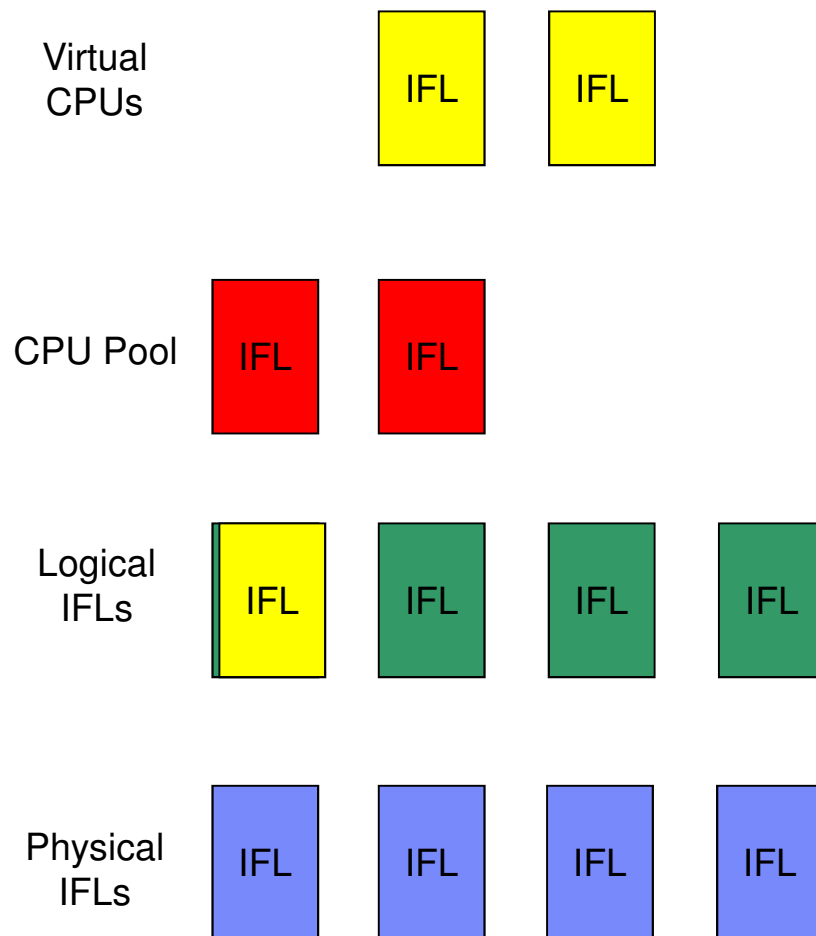 Virtual
CPUs
IFL IFL
CPU Pool
IFL IFL
Logical
IFLs
IFL IFL IFL IFL
Physical
IFLs
IFL IFL IFL IFL